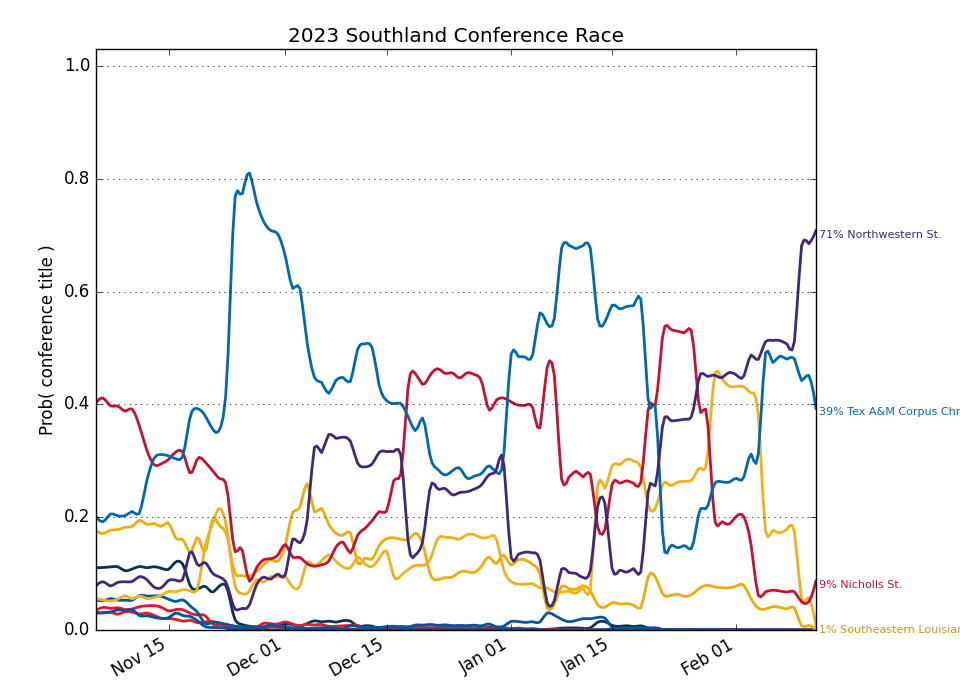 2023 Southland Conference Race
Prob( conference title )
1.0
0.8
0.6
0.4
0.2
0.0
Nov 15
Dec 01
Dec 15
Jan 01
Jan 15
Feb 01
71% Northwestern St.
39% Tex A&M Corpus Chr
9% Nicholls St.
1% Southeastern Louisian